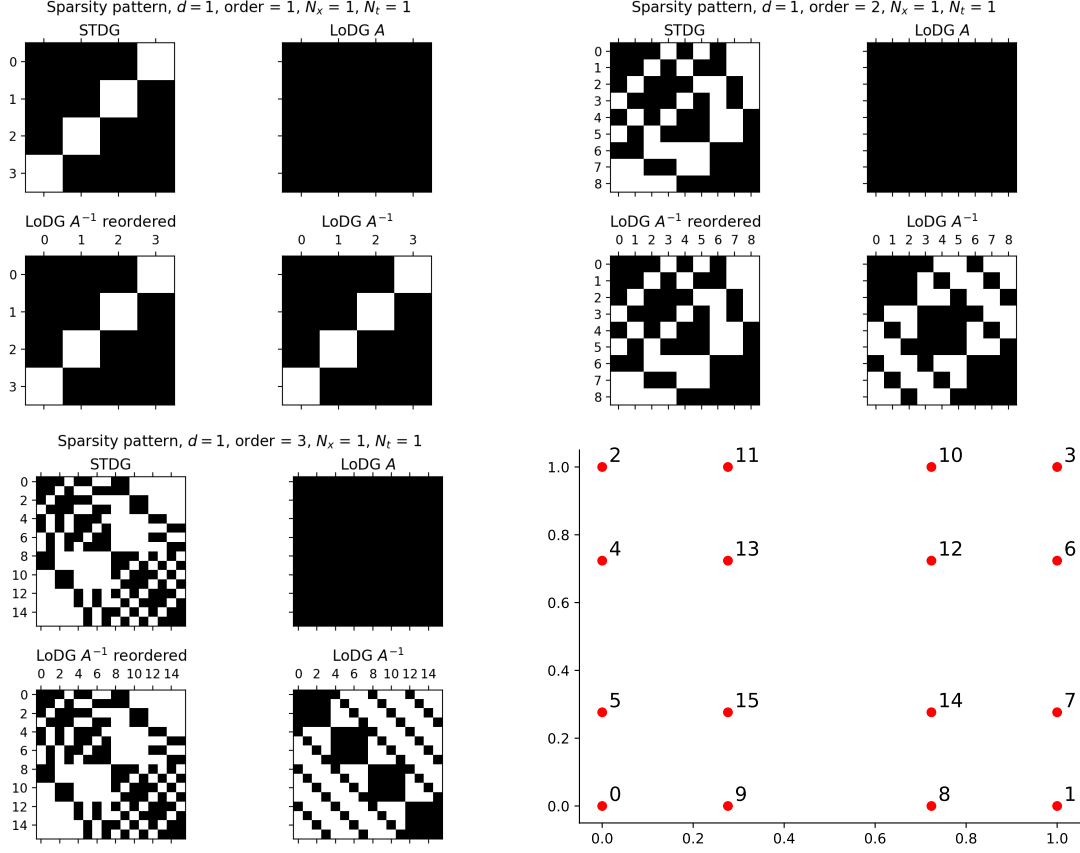 Sparsity pattern, d = 1, order = 1, Nₓ = 1, Nₜ = 1
STDG
LoDG A
0
1
2
3
LoDG A⁻¹ reordered
LoDG A⁻¹
0 1 2 3
0 1 2 3
0
1
2
3
Sparsity pattern, d = 1, order = 2, Nₓ = 1, Nₜ = 1
STDG
LoDG A
0
1
2
3
4
5
6
7
8
LoDG A⁻¹ reordered
LoDG A⁻¹
0 1 2 3 4 5 6 7 8
0 1 2 3 4 5 6 7 8
0
1
2
3
4
5
6
7
8
Sparsity pattern, d = 1, order = 3, Nₓ = 1, Nₜ = 1
STDG
LoDG A
0
2
4
6
8
10
12
14
LoDG A⁻¹ reordered
LoDG A⁻¹
0 2 4 6 8 10 12 14
0 2 4 6 8 10 12 14
0
2
4
6
8
10
12
14
1.0
2 11 10 3
0.8
4 13 12 6
0.6
0.4
5 15 14 7
0.2
0 9 8 1
0.0
0.0 0.2 0.4 0.6 0.8 1.0